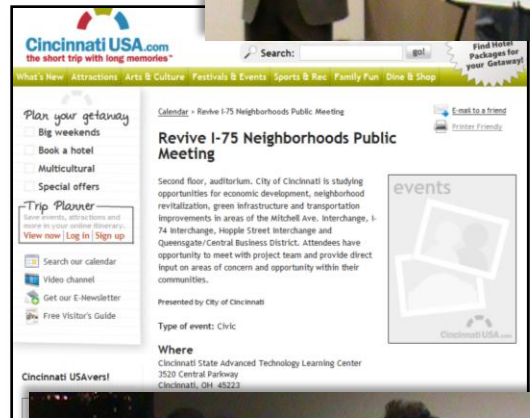 Cincinnati USA.com
the short trip with long memories™
Search:
go!
Find Hotel
Packages for
your Getaway!
What's New Attractions Arts & Culture Festivals & Events Sports & Rec Family Fun Dine & Shop
Plan your getaway
Big weekends
Book a hotel
Multicultural
Special offers
Trip Planner
Save events, attractions and
more in your online itinerary.
View now | Log in | Sign up
Search our calendar
Video channel
Get our E-Newsletter
Free Visitor's Guide
Cincinnati USAvers!
Calendar > Revive I-75 Neighborhoods Public Meeting
E-mail to a friend
Printer Friendly
Revive I-75 Neighborhoods Public
Meeting
Second floor, auditorium. City of Cincinnati is studying
opportunities for economic development, neighborhood
revitalization, green infrastructure and transportation
improvements in areas of the Mitchell Ave. Interchange, I-
74 Interchange, Hopple Street Interchange and
Queensgate/Central Business District. Attendees have
opportunity to meet with project team and provide direct
input on areas of concern and opportunity within their
communities.
Presented by City of Cincinnati
Type of event: Civic
Where
Cincinnati State Advanced Technology Learning Center
3520 Central Parkway
Cincinnati, OH 45223
events
Cincinnati USA.com